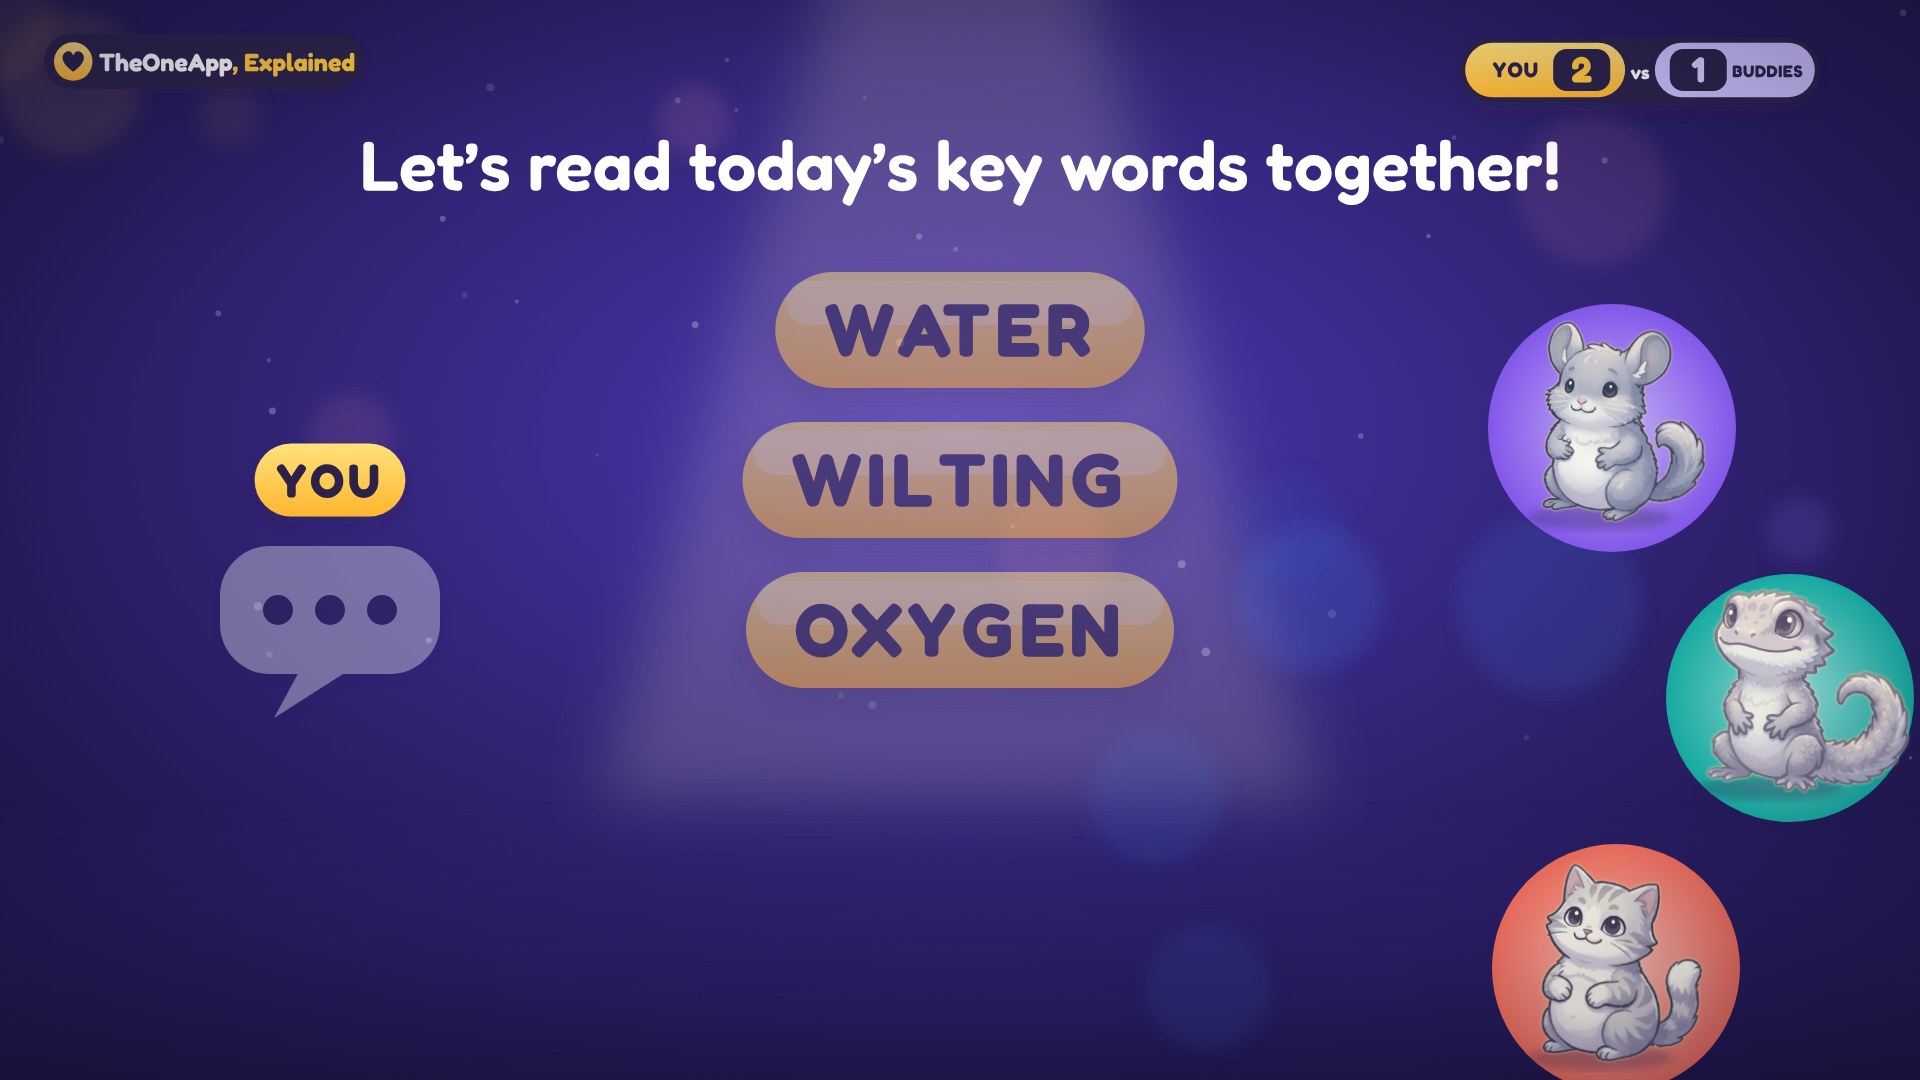 TheOneApp, Explained
YOU 2 vs 1 BUDDIES
Let’s read today’s key words together!
WATER
WILTING
OXYGEN
YOU